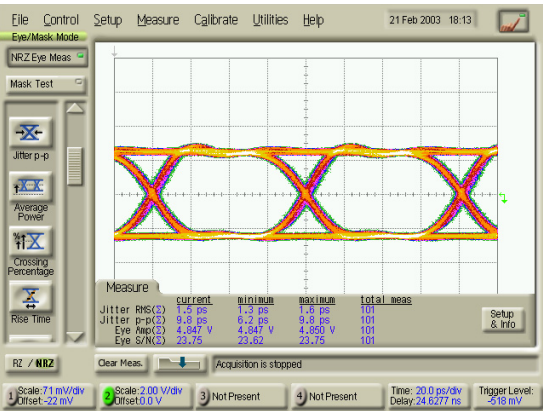 File Control Setup Measure Calibrate Utilities Help 21 Feb 2003 18:13
Eye/Mask Mode
NRZ Eye Meas
Mask Test
Jitter p-p
Average
Power
Crossing
Percentage
Rise Time
Measure
current minimum maximum total meas
Jitter RMS(Σ) 1.5 ps 1.3 ps 1.6 ps 101
Jitter p-p(Σ) 9.8 ps 6.2 ps 9.8 ps 101
Eye Amp(Σ) 4.847 V 4.847 V 4.850 V 101
Eye S/N(Σ) 23.75 23.62 23.75 101
Setup
& Info
RZ / NRZ
Clear Meas.
Acquisition is stopped
1 Scale:71 mV/div
Offset:-22 mV
2 Scale:2.00 V/div
Offset:0.0 V
3 Not Present
4 Not Present
Time: 20.0 ps/div
Delay:24.6277 ns
Trigger Level:
-518 mV